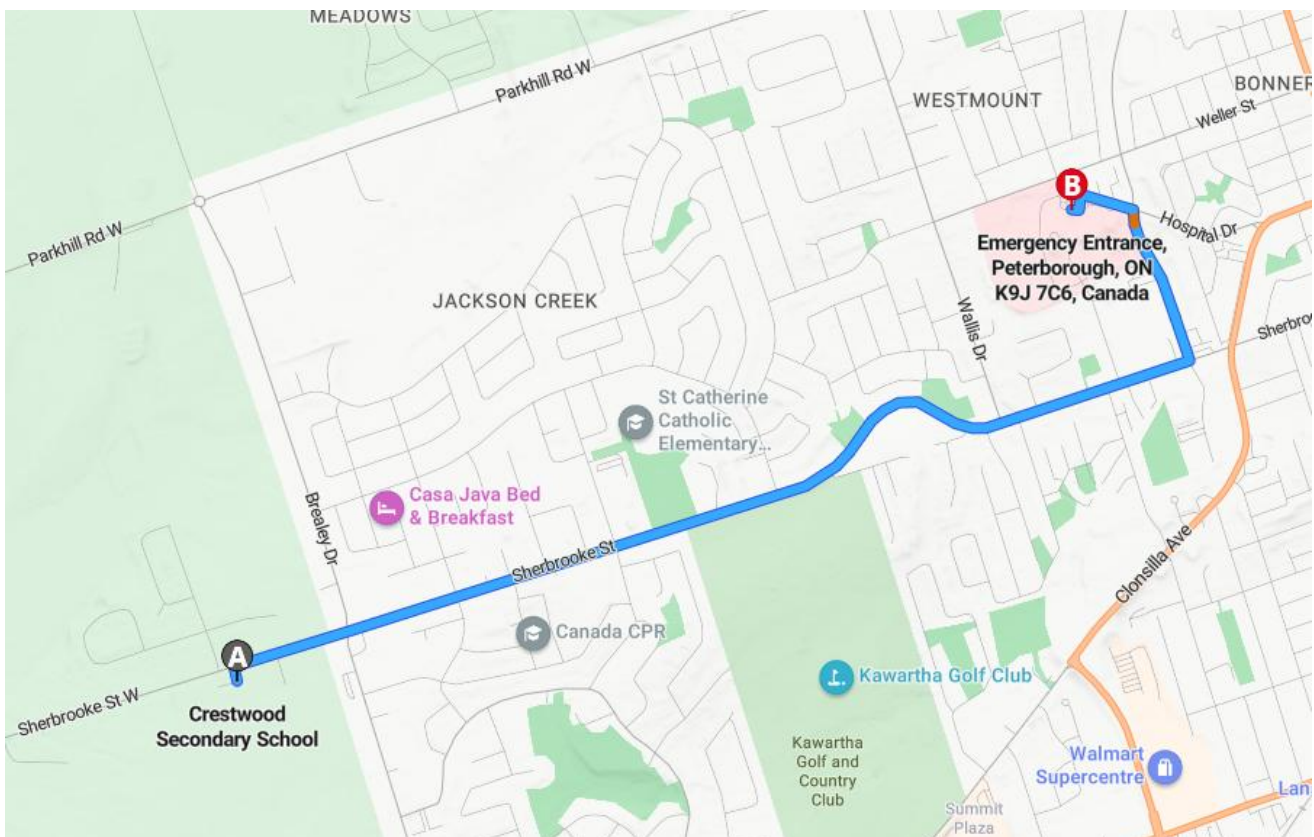 MEADOWS
Parkhill Rd W
WESTMOUNT
BONNER
Weller St
B
Parkhill Rd W
Hospital Dr
Emergency Entrance,
Peterborough, ON
K9J 7C6, Canada
JACKSON CREEK
Wallis Dr
Sherbrooke
St Catherine
Catholic
Elementary...
Casa Java Bed
& Breakfast
Brealey Dr
Sherbrooke St
Clonsilla Ave
Canada CPR
A
Kawartha Golf Club
Sherbrooke St W
Crestwood
Secondary School
Kawartha
Golf and
Country
Club
Walmart
Supercentre
Lan
Summit
Plaza